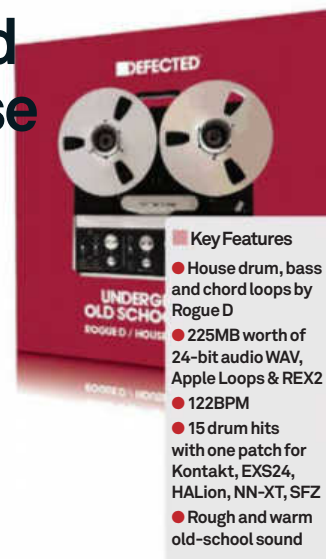 DEFECTED
UNDERG
OLD SCHOO
ROGUE D / HOUSE
Key Features
House drum, bass
and chord loops by
Rogue D
225MB worth of
24-bit audio WAV,
Apple Loops & REX2
122BPM
15 drum hits
with one patch for
Kontakt, EXS24,
HALion, NN-XT, SFZ
Rough and warm
old-school sound